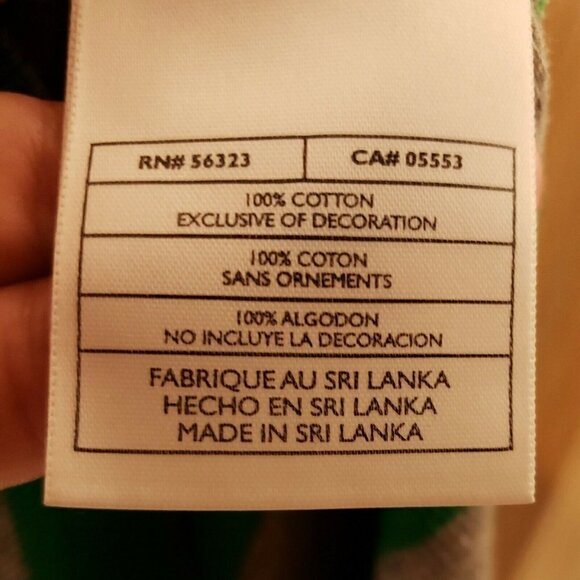 RN# 56323 CA# 05553
100% COTTON
EXCLUSIVE OF DECORATION
100% COTON
SANS ORNEMENTS
100% ALGODON
NO INCLUYE LA DECORACION
FABRIQUE AU SRI LANKA
HECHO EN SRI LANKA
MADE IN SRI LANKA